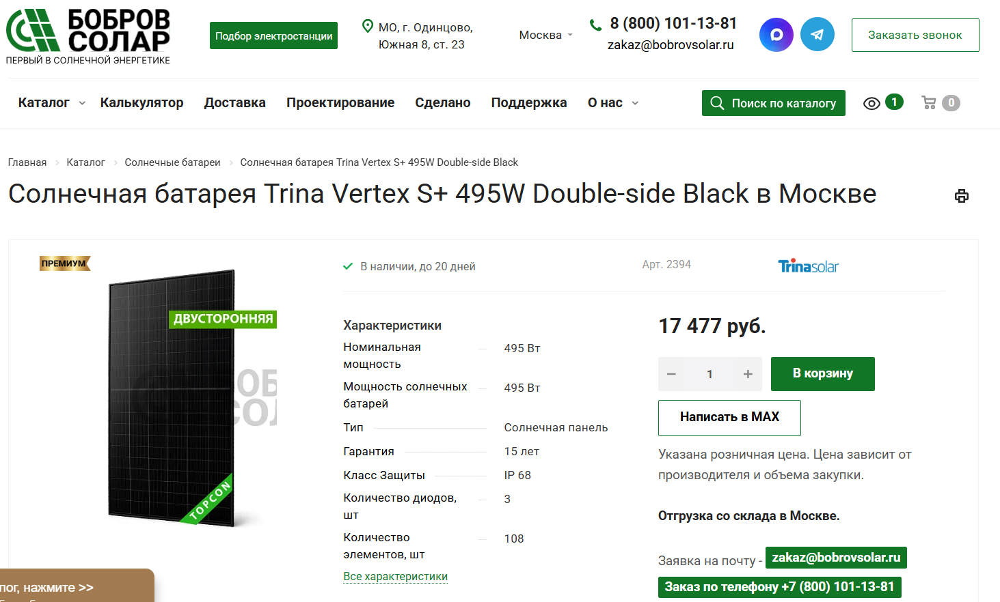 БОБРОВ
СОЛАР
ПЕРВЫЙ В СОЛНЕЧНОЙ ЭНЕРГЕТИКЕ
Подбор электростанции
МО, г. Одинцово,
Южная 8, ст. 23
Москва
8 (800) 101-13-81
zakaz@bobrovsolar.ru
Заказать звонок
Каталог
Калькулятор
Доставка
Проектирование
Сделано
Поддержка
О нас
Поиск по каталогу
1
0
Главная
Каталог
Солнечные батареи
Солнечная батарея Trina Vertex S+ 495W Double-side Black
Солнечная батарея Trina Vertex S+ 495W Double-side Black в Москве
ПРЕМИУМ
ДВУСТОРОННЯЯ
ОБ
СОЛ
TOPCON
В наличии, до 20 дней
Арт. 2394
Trinasolar
Характеристики
Номинальная
мощность
495 Вт
Мощность солнечных
батарей
495 Вт
Тип
Солнечная панель
Гарантия
15 лет
Класс Защиты
IP 68
Количество диодов,
шт
3
Количество
элементов, шт
108
Все характеристики
17 477 руб.
− 1 +
В корзину
Написать в MAX
Указана розничная цена. Цена зависит от
производителя и объема закупки.
Отгрузка со склада в Москве.
Заявка на почту - zakaz@bobrovsolar.ru
Заказ по телефону +7 (800) 101-13-81
лог, нажмите >>